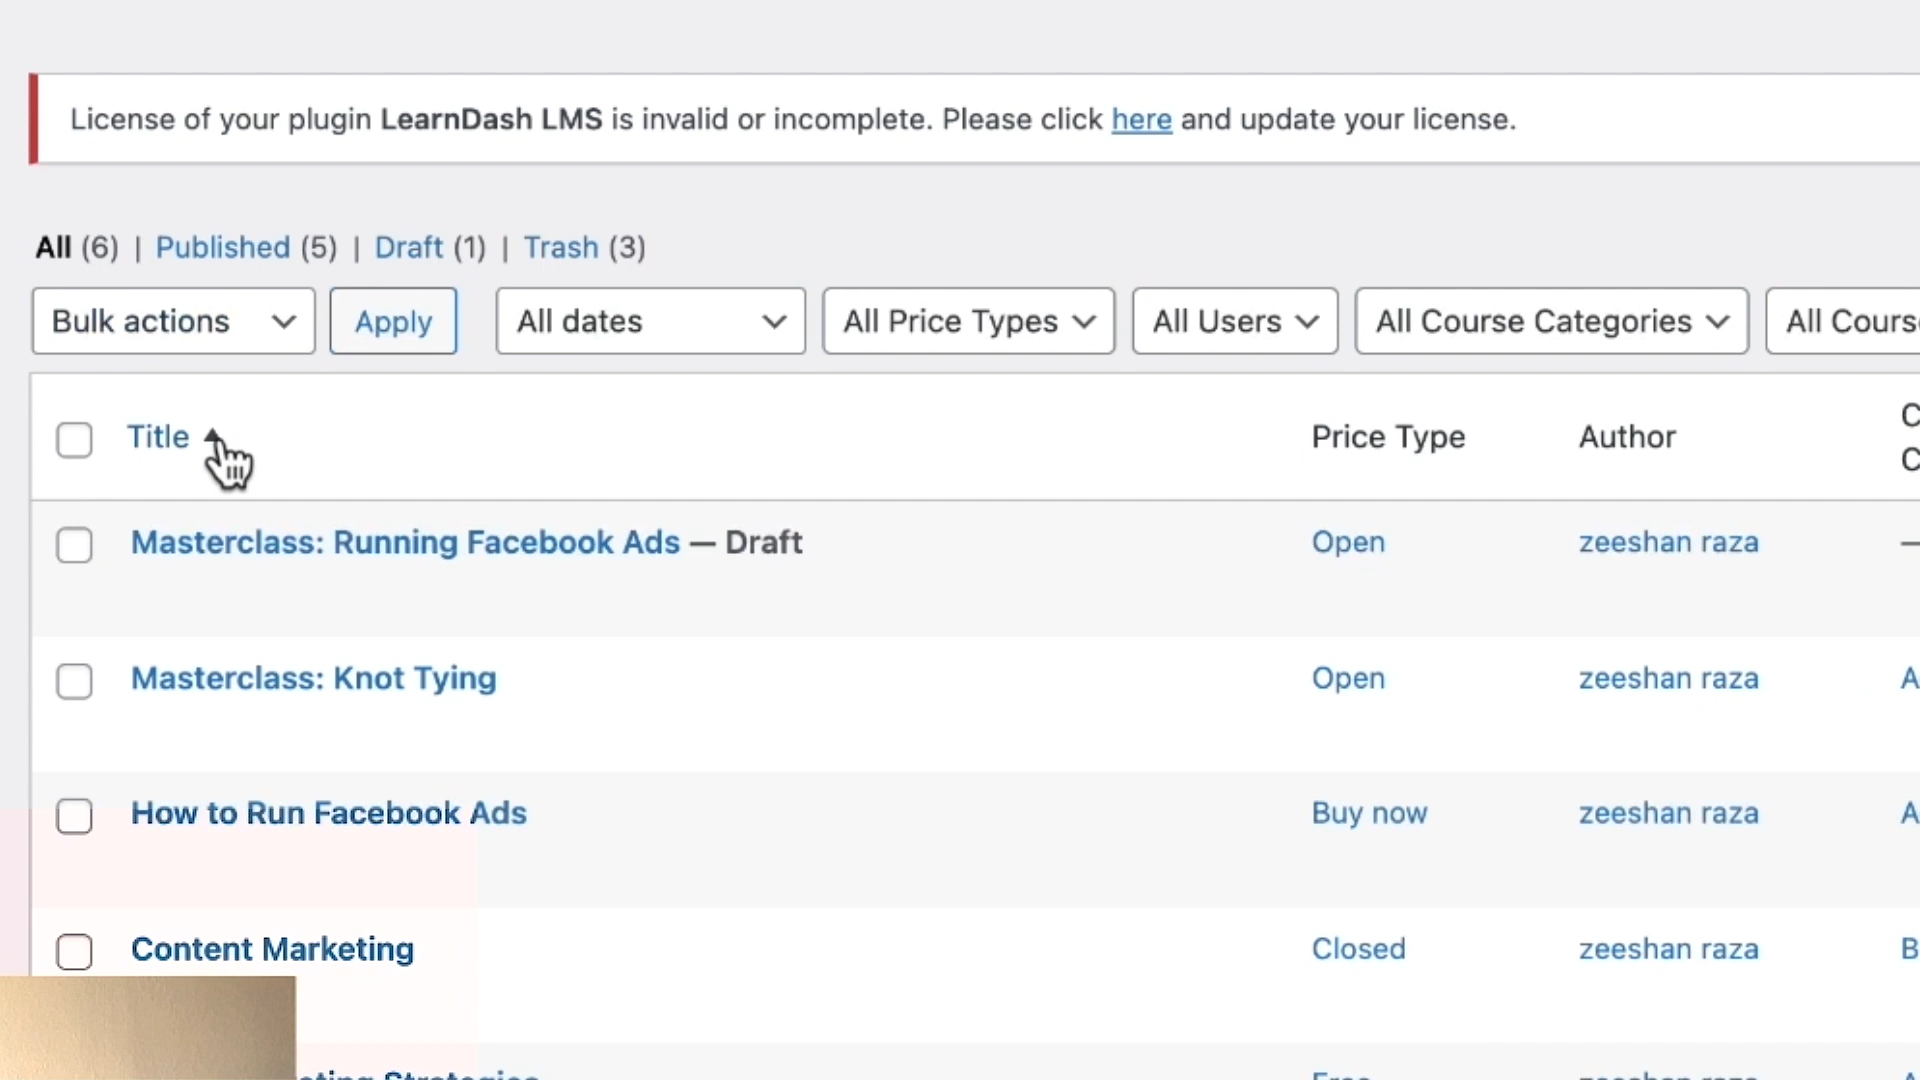 License of your plugin LearnDash LMS is invalid or incomplete. Please click here and update your license.
All (6) | Published (5) | Draft (1) | Trash (3)
Bulk actions Apply All dates All Price Types All Users All Course Categories All
Title Price Type Author
Masterclass: Running Facebook Ads — Draft Open zeeshan raza —
Masterclass: Knot Tying Open zeeshan raza
How to Run Facebook Ads Buy now zeeshan raza
Content Marketing Closed zeeshan raza